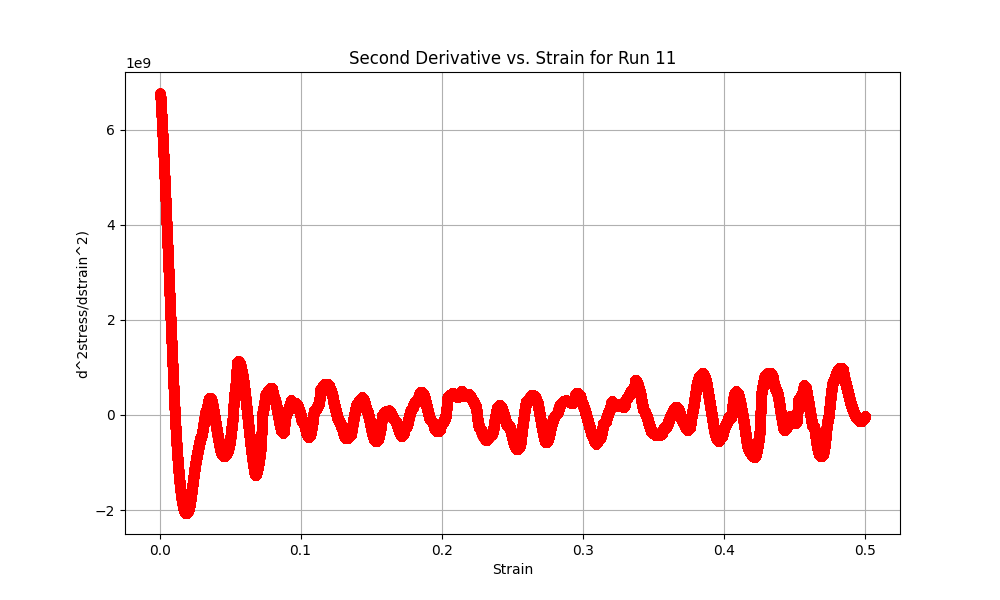 Second Derivative vs. Strain for Run 11
1e9
6
4
2
0
−2
d^2stress/dstrain^2)
0.0 0.1 0.2 0.3 0.4 0.5
Strain